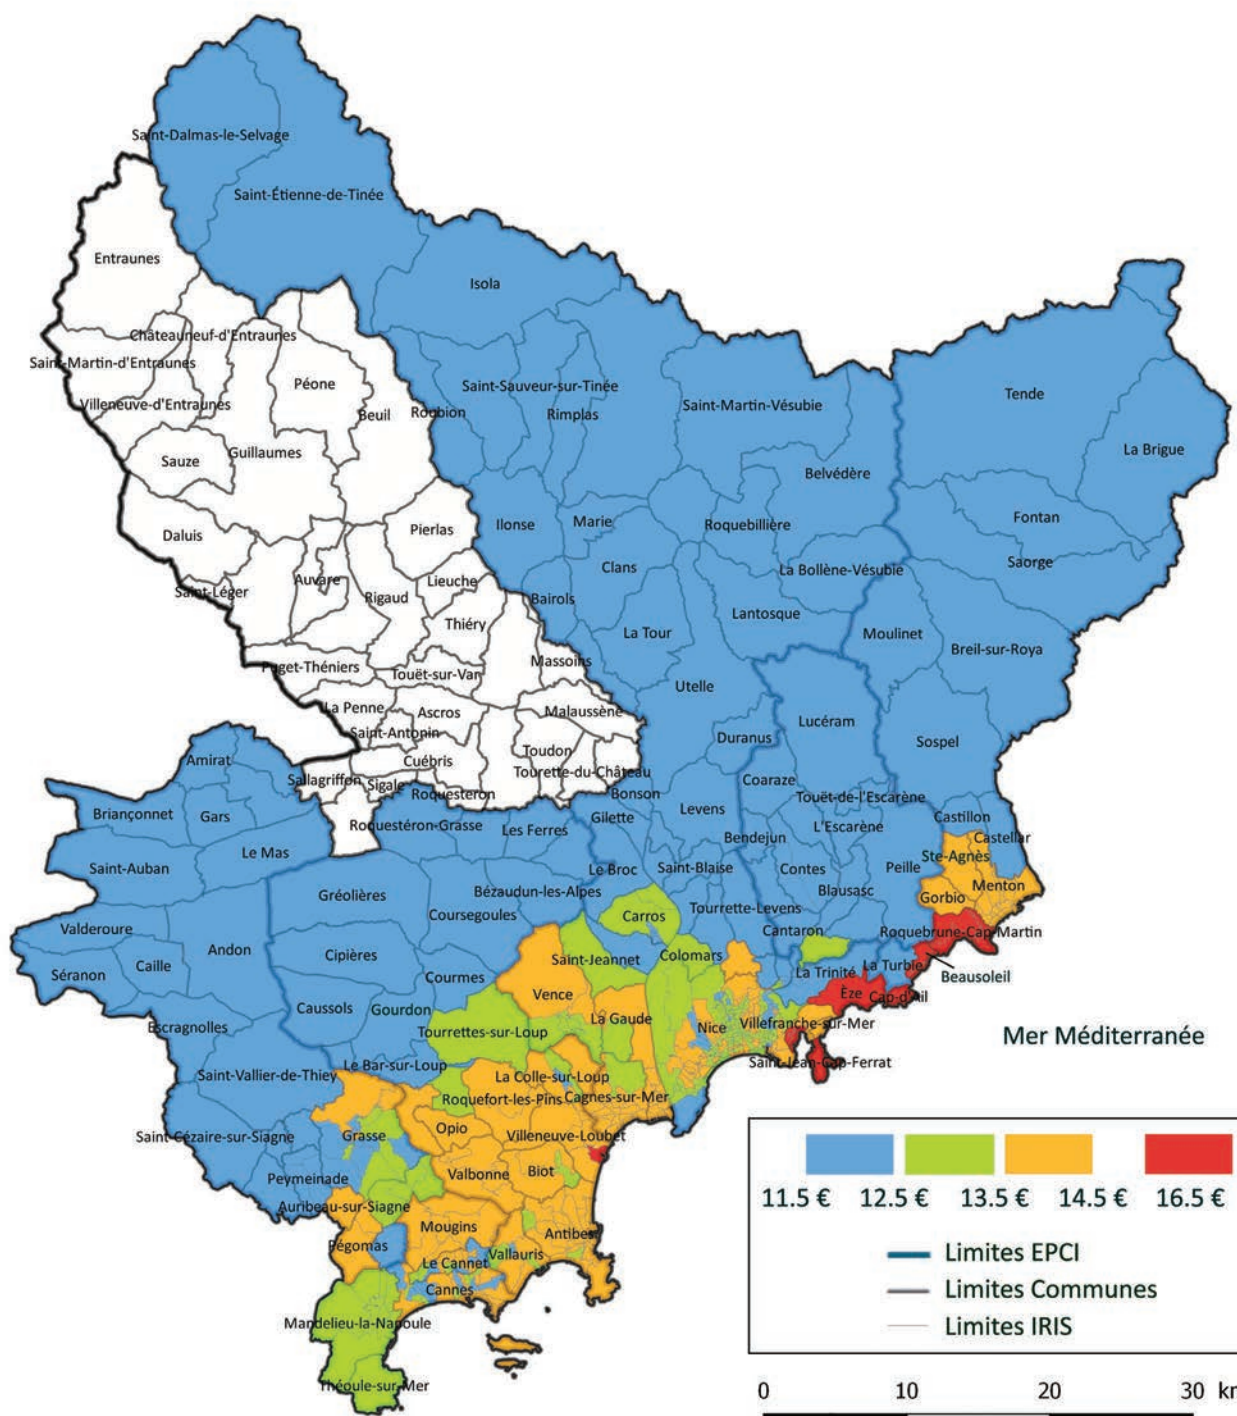 Saint-Dalmas-le-Selvage
Saint-Étienne-de-Tinée
Entraunes
Isola
Châteauneuf-d'Entraunes
Saint-Martin-d'Entraunes
Péone
Saint-Sauveur-sur-Tinée
Tende
Villeneuve-d'Entraunes
Beuil
Roubion
Rimplas
Saint-Martin-Vésubie
La Brigue
Sauze
Guillaumes
Belvédère
Daluis
Pierlas
Ilonse
Marie
Roquebillière
Fontan
Saorge
Saint-Léger
Auvare
Lieuche
Clans
La Bollène-Vésubie
Rigaud
Bairols
Lantosque
Thiéry
La Tour
Moulinet
Breil-sur-Roya
Puget-Théniers
Touët-sur-Var
Massoins
Utelle
La Penne
Ascros
Malaussène
Lucéram
Saint-Antonin
Duranus
Sospel
Amirat
Cuébris
Toudon
Sallagriffon
Sigale
Tourette-du-Château
Coaraze
Roquesteron
Bonson
Touët-de-l'Escarène
Briançonnet
Gars
Roquestéron-Grasse
Les Ferres
Gilette
Levens
L'Escarène
Castillon
Bendejun
Castellar
Saint-Auban
Le Mas
Ste-Agnès
Le Broc
Saint-Blaise
Contes
Peille
Menton
Gréolières
Bézaudun-les-Alpes
Blausasc
Gorbio
Coursegoules
Carros
Tourrette-Levens
Valderoure
Cantaron
Roquebrune-Cap-Martin
Andon
Cipières
Saint-Jeannet
Colomars
Séranon
Caille
Courmes
La Trinité
La Turbie
Beausoleil
Vence
Èze
Cap-d'Ail
Caussols
Gourdon
Escragnolles
Tourrettes-sur-Loup
La Gaude
Nice
Villefranche-sur-Mer
Mer Méditerranée
Saint-Jean-Cap-Ferrat
Le Bar-sur-Loup
Saint-Vallier-de-Thiey
La Colle-sur-Loup
Roquefort-les-Pins
Cagnes-sur-Mer
Opio
Saint-Cézaire-sur-Siagne
Grasse
Villeneuve-Loubet
Valbonne
Biot
Peymeinade
Auribeau-sur-Siagne
Mougins
Antibes
Pégomas
Vallauris
Le Cannet
Cannes
Mandelieu-la-Napoule
Théoule-sur-Mer
11.5 € 12.5 € 13.5 € 14.5 € 16.5 €
Limites EPCI
Limites Communes
Limites IRIS
0 10 20 30 km